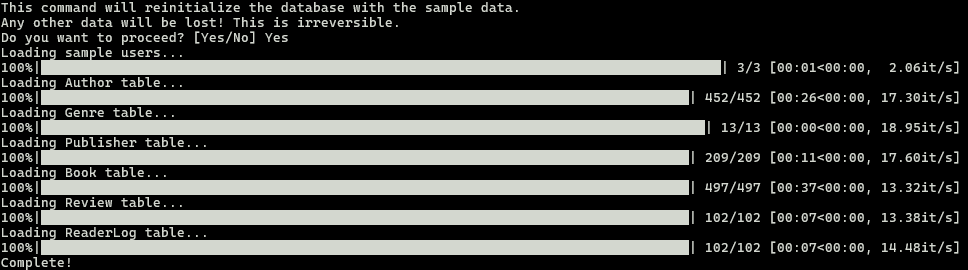 This command will reinitialize the database with the sample data.
Any other data will be lost! This is irreversible.
Do you want to proceed? [Yes/No] Yes
Loading sample users...
100%|██████████| 3/3 [00:01<00:00,  2.06it/s]
Loading Author table...
100%|██████████| 452/452 [00:26<00:00, 17.30it/s]
Loading Genre table...
100%|██████████| 13/13 [00:00<00:00, 18.95it/s]
Loading Publisher table...
100%|██████████| 209/209 [00:11<00:00, 17.60it/s]
Loading Book table...
100%|██████████| 497/497 [00:37<00:00, 13.32it/s]
Loading Review table...
100%|██████████| 102/102 [00:07<00:00, 13.38it/s]
Loading ReaderLog table...
100%|██████████| 102/102 [00:07<00:00, 14.48it/s]
Complete!